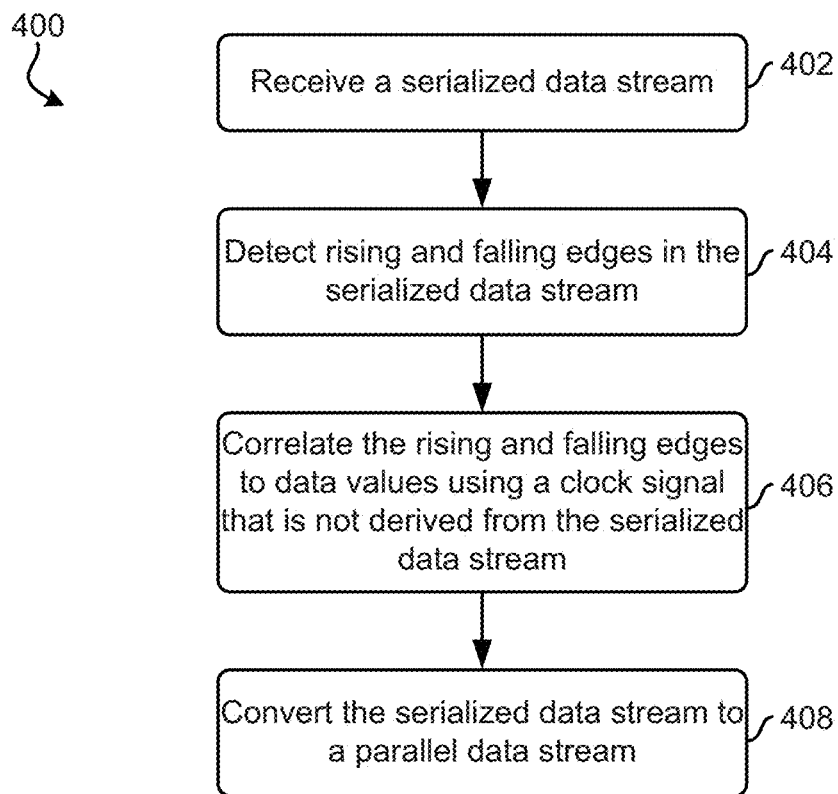 400
Receive a serialized data stream
402
Detect rising and falling edges in the
serialized data stream
404
Correlate the rising and falling edges
to data values using a clock signal
that is not derived from the serialized
data stream
406
Convert the serialized data stream to
a parallel data stream
408